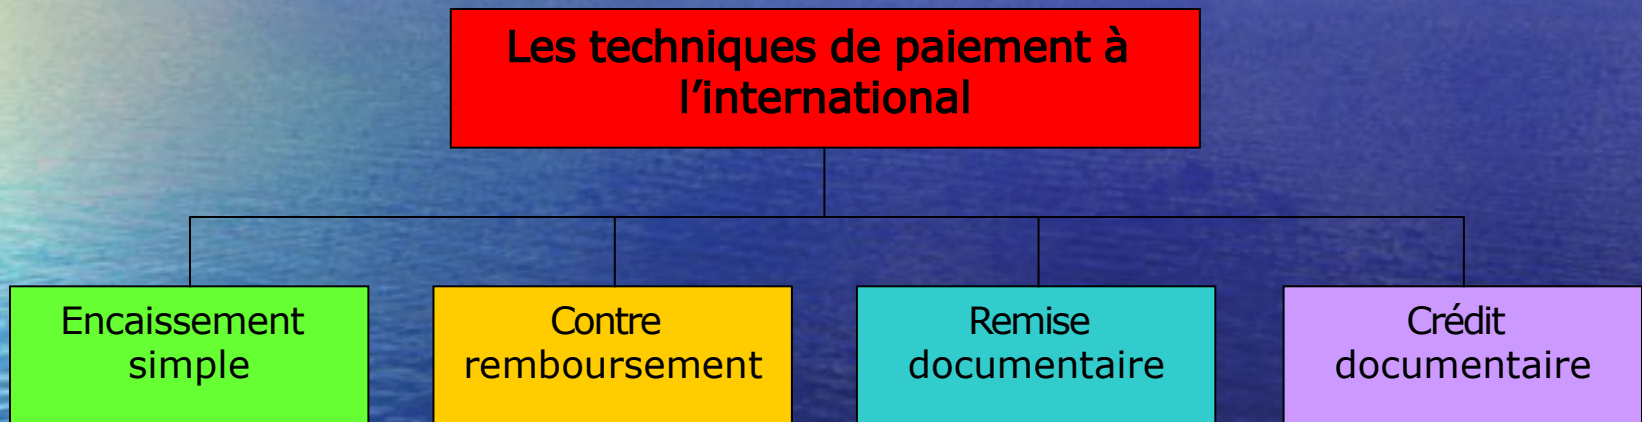 Les techniques de paiement à
l’international
Encaissement
simple
Contre
remboursement
Remise
documentaire
Crédit
documentaire